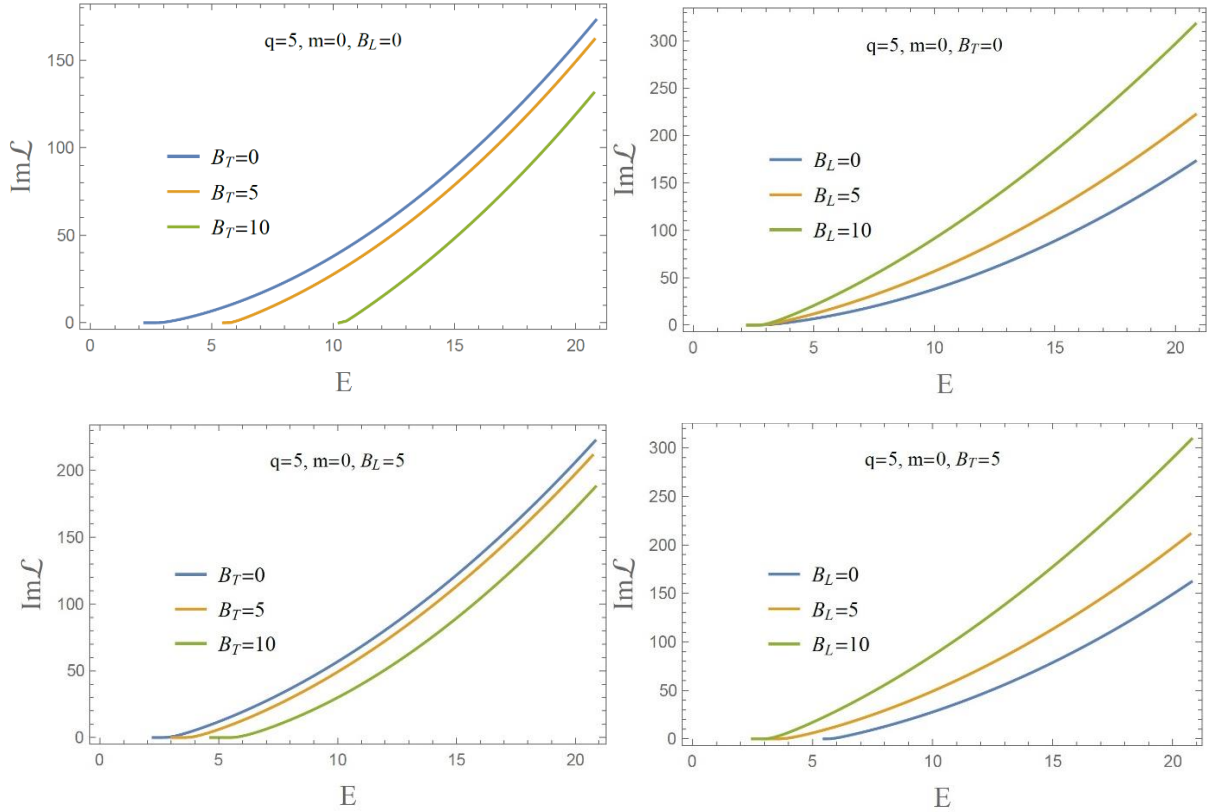 q=5, m=0, B_L=0
Imℒ
150
100
50
0
B_T=0
B_T=5
B_T=10
0 5 10 15 20
E
q=5, m=0, B_T=0
Imℒ
300
250
200
150
100
50
0
B_L=0
B_L=5
B_L=10
0 5 10 15 20
E
q=5, m=0, B_L=5
Imℒ
200
150
100
50
0
B_T=0
B_T=5
B_T=10
0 5 10 15 20
E
q=5, m=0, B_T=5
Imℒ
300
250
200
150
100
50
0
B_L=0
B_L=5
B_L=10
0 5 10 15 20
E